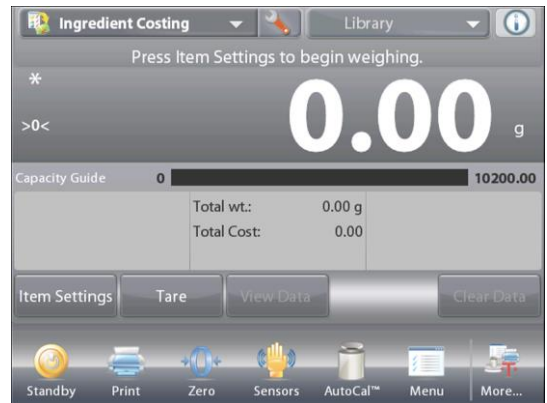 Ingredient Costing Library
Press Item Settings to begin weighing.
*
>0< 0.00 g
Capacity Guide 0 10200.00
Total wt.: 0.00 g
Total Cost: 0.00
Item Settings Tare View Data Clear Data
Standby Print Zero Sensors AutoCal™ Menu More...